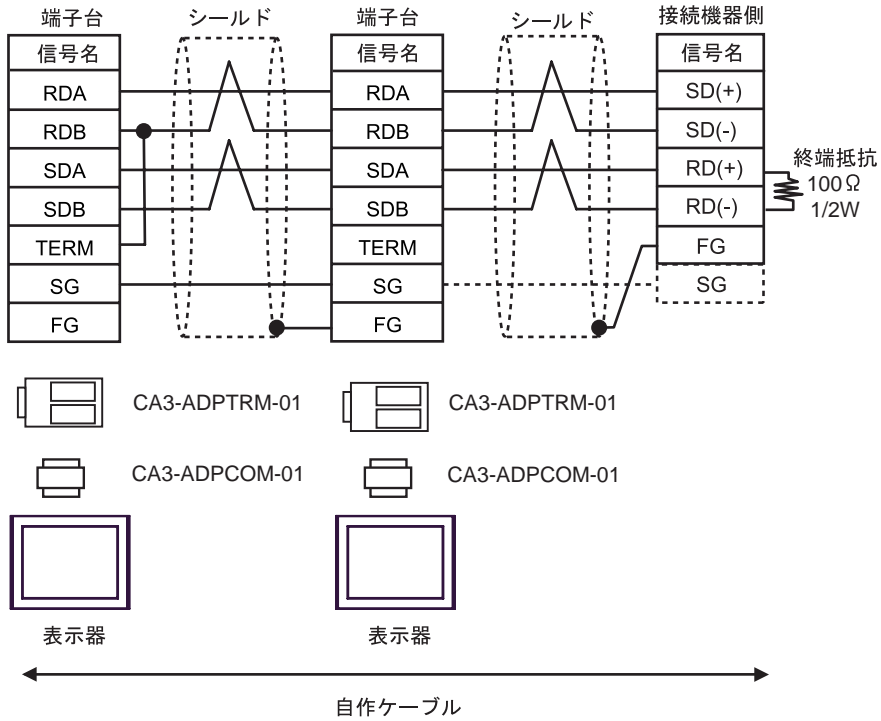 端子台
シールド
端子台
シールド
接続機器側
信号名
信号名
信号名
RDA
RDA
SD(+)
RDB
RDB
SD(-)
SDA
SDA
RD(+)
SDB
SDB
RD(-)
終端抵抗
100Ω
1/2W
TERM
TERM
FG
SG
SG
SG
FG
FG
CA3-ADPTRM-01
CA3-ADPTRM-01
CA3-ADPCOM-01
CA3-ADPCOM-01
表示器
表示器
自作ケーブル